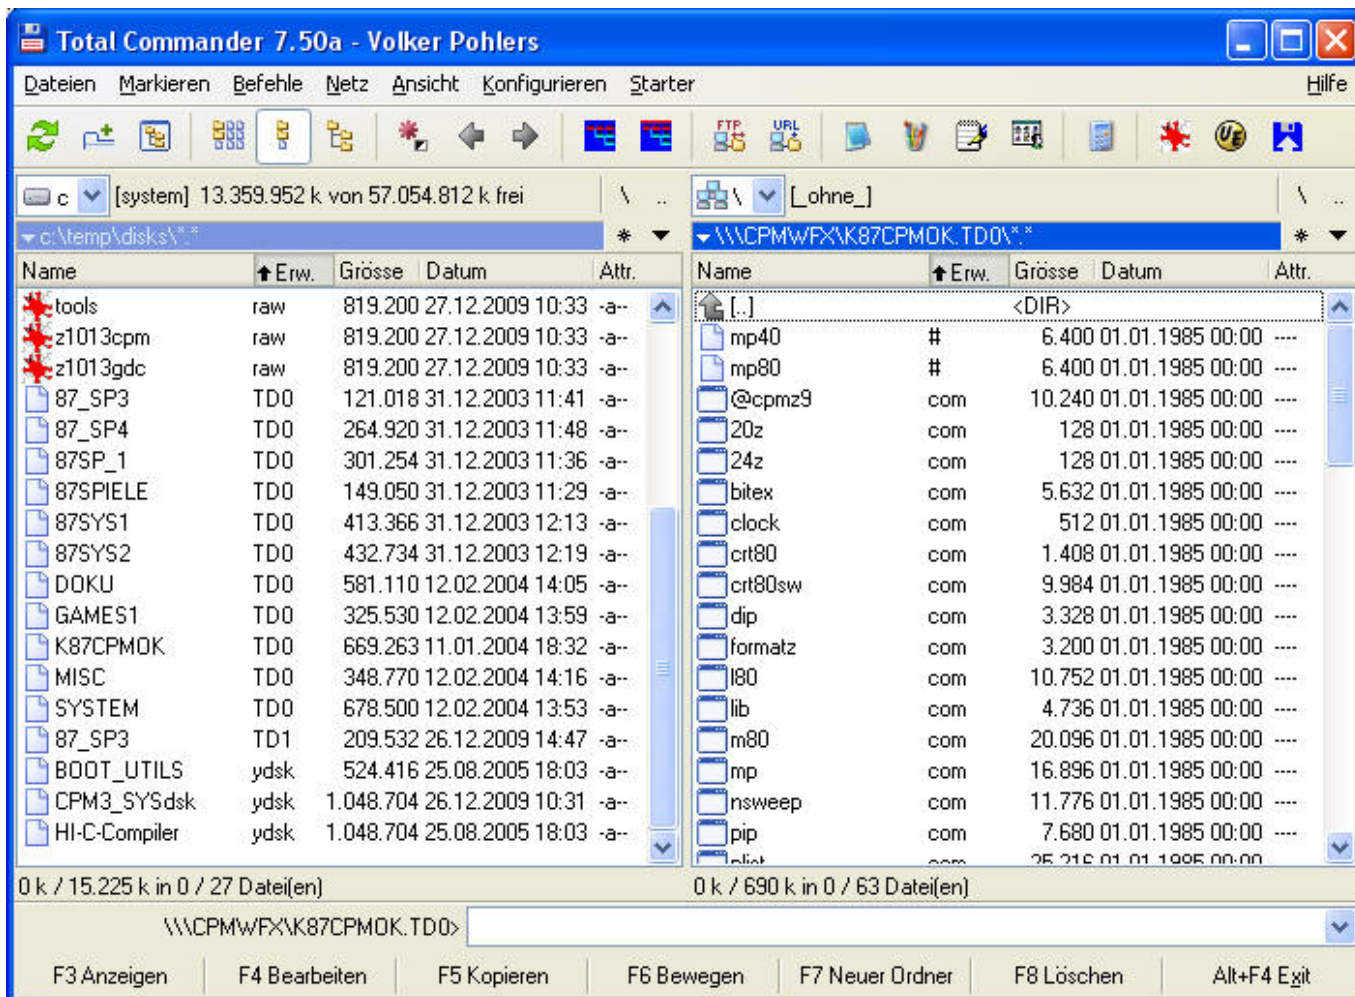 Total Commander 7.50a - Volker Pohlers
Dateien Markieren Befehle Netz Ansicht Konfigurieren Starter Hilfe
FTP URL UE
c [system] 13.359.952 k von 57.054.812 k frei \ .. \ [_ohne_] \ ..
c:\temp\disks\*.* * \\\CPMWFX\K87CPMOK.TD0\*.* *
Name Erw. Grösse Datum Attr. Name Erw. Grösse Datum Attr.
tools raw 819.200 27.12.2009 10:33 -a-- [..] <DIR>
z1013cpm raw 819.200 27.12.2009 10:33 -a-- mp40 # 6.400 01.01.1985 00:00 ----
z1013gdc raw 819.200 27.12.2009 10:33 -a-- mp80 # 6.400 01.01.1985 00:00 ----
87_SP3 TD0 121.018 31.12.2003 11:41 -a-- @cpmz9 com 10.240 01.01.1985 00:00 ----
87_SP4 TD0 264.920 31.12.2003 11:48 -a-- 20z com 128 01.01.1985 00:00 ----
87SP_1 TD0 301.254 31.12.2003 11:36 -a-- 24z com 128 01.01.1985 00:00 ----
87SPIELE TD0 149.050 31.12.2003 11:29 -a-- bitex com 5.632 01.01.1985 00:00 ----
87SYS1 TD0 413.366 31.12.2003 12:13 -a-- clock com 512 01.01.1985 00:00 ----
87SYS2 TD0 432.734 31.12.2003 12:19 -a-- crt80 com 1.408 01.01.1985 00:00 ----
DOKU TD0 581.110 12.02.2004 14:05 -a-- crt80sw com 9.984 01.01.1985 00:00 ----
GAMES1 TD0 325.530 12.02.2004 13:59 -a-- dip com 3.328 01.01.1985 00:00 ----
K87CPMOK TD0 669.263 11.01.2004 18:32 -a-- formatz com 3.200 01.01.1985 00:00 ----
MISC TD0 348.770 12.02.2004 14:16 -a-- l80 com 10.752 01.01.1985 00:00 ----
SYSTEM TD0 678.500 12.02.2004 13:53 -a-- lib com 4.736 01.01.1985 00:00 ----
87_SP3 TD1 209.532 26.12.2009 14:47 -a-- m80 com 20.096 01.01.1985 00:00 ----
BOOT_UTILS ydsk 524.416 25.08.2005 18:03 -a-- mp com 16.896 01.01.1985 00:00 ----
CPM3_SYSdsk ydsk 1.048.704 26.12.2009 10:31 -a-- nsweep com 11.776 01.01.1985 00:00 ----
HI-C-Compiler ydsk 1.048.704 25.08.2005 18:03 -a-- pip com 7.680 01.01.1985 00:00 ----
com 25.216 01.01.1985 00:00
0 k / 15.225 k in 0 / 27 Datei(en) 0 k / 690 k in 0 / 63 Datei(en)
\\\CPMWFX\K87CPMOK.TD0>
F3 Anzeigen F4 Bearbeiten F5 Kopieren F6 Bewegen F7 Neuer Ordner F8 Löschen Alt+F4 Exit